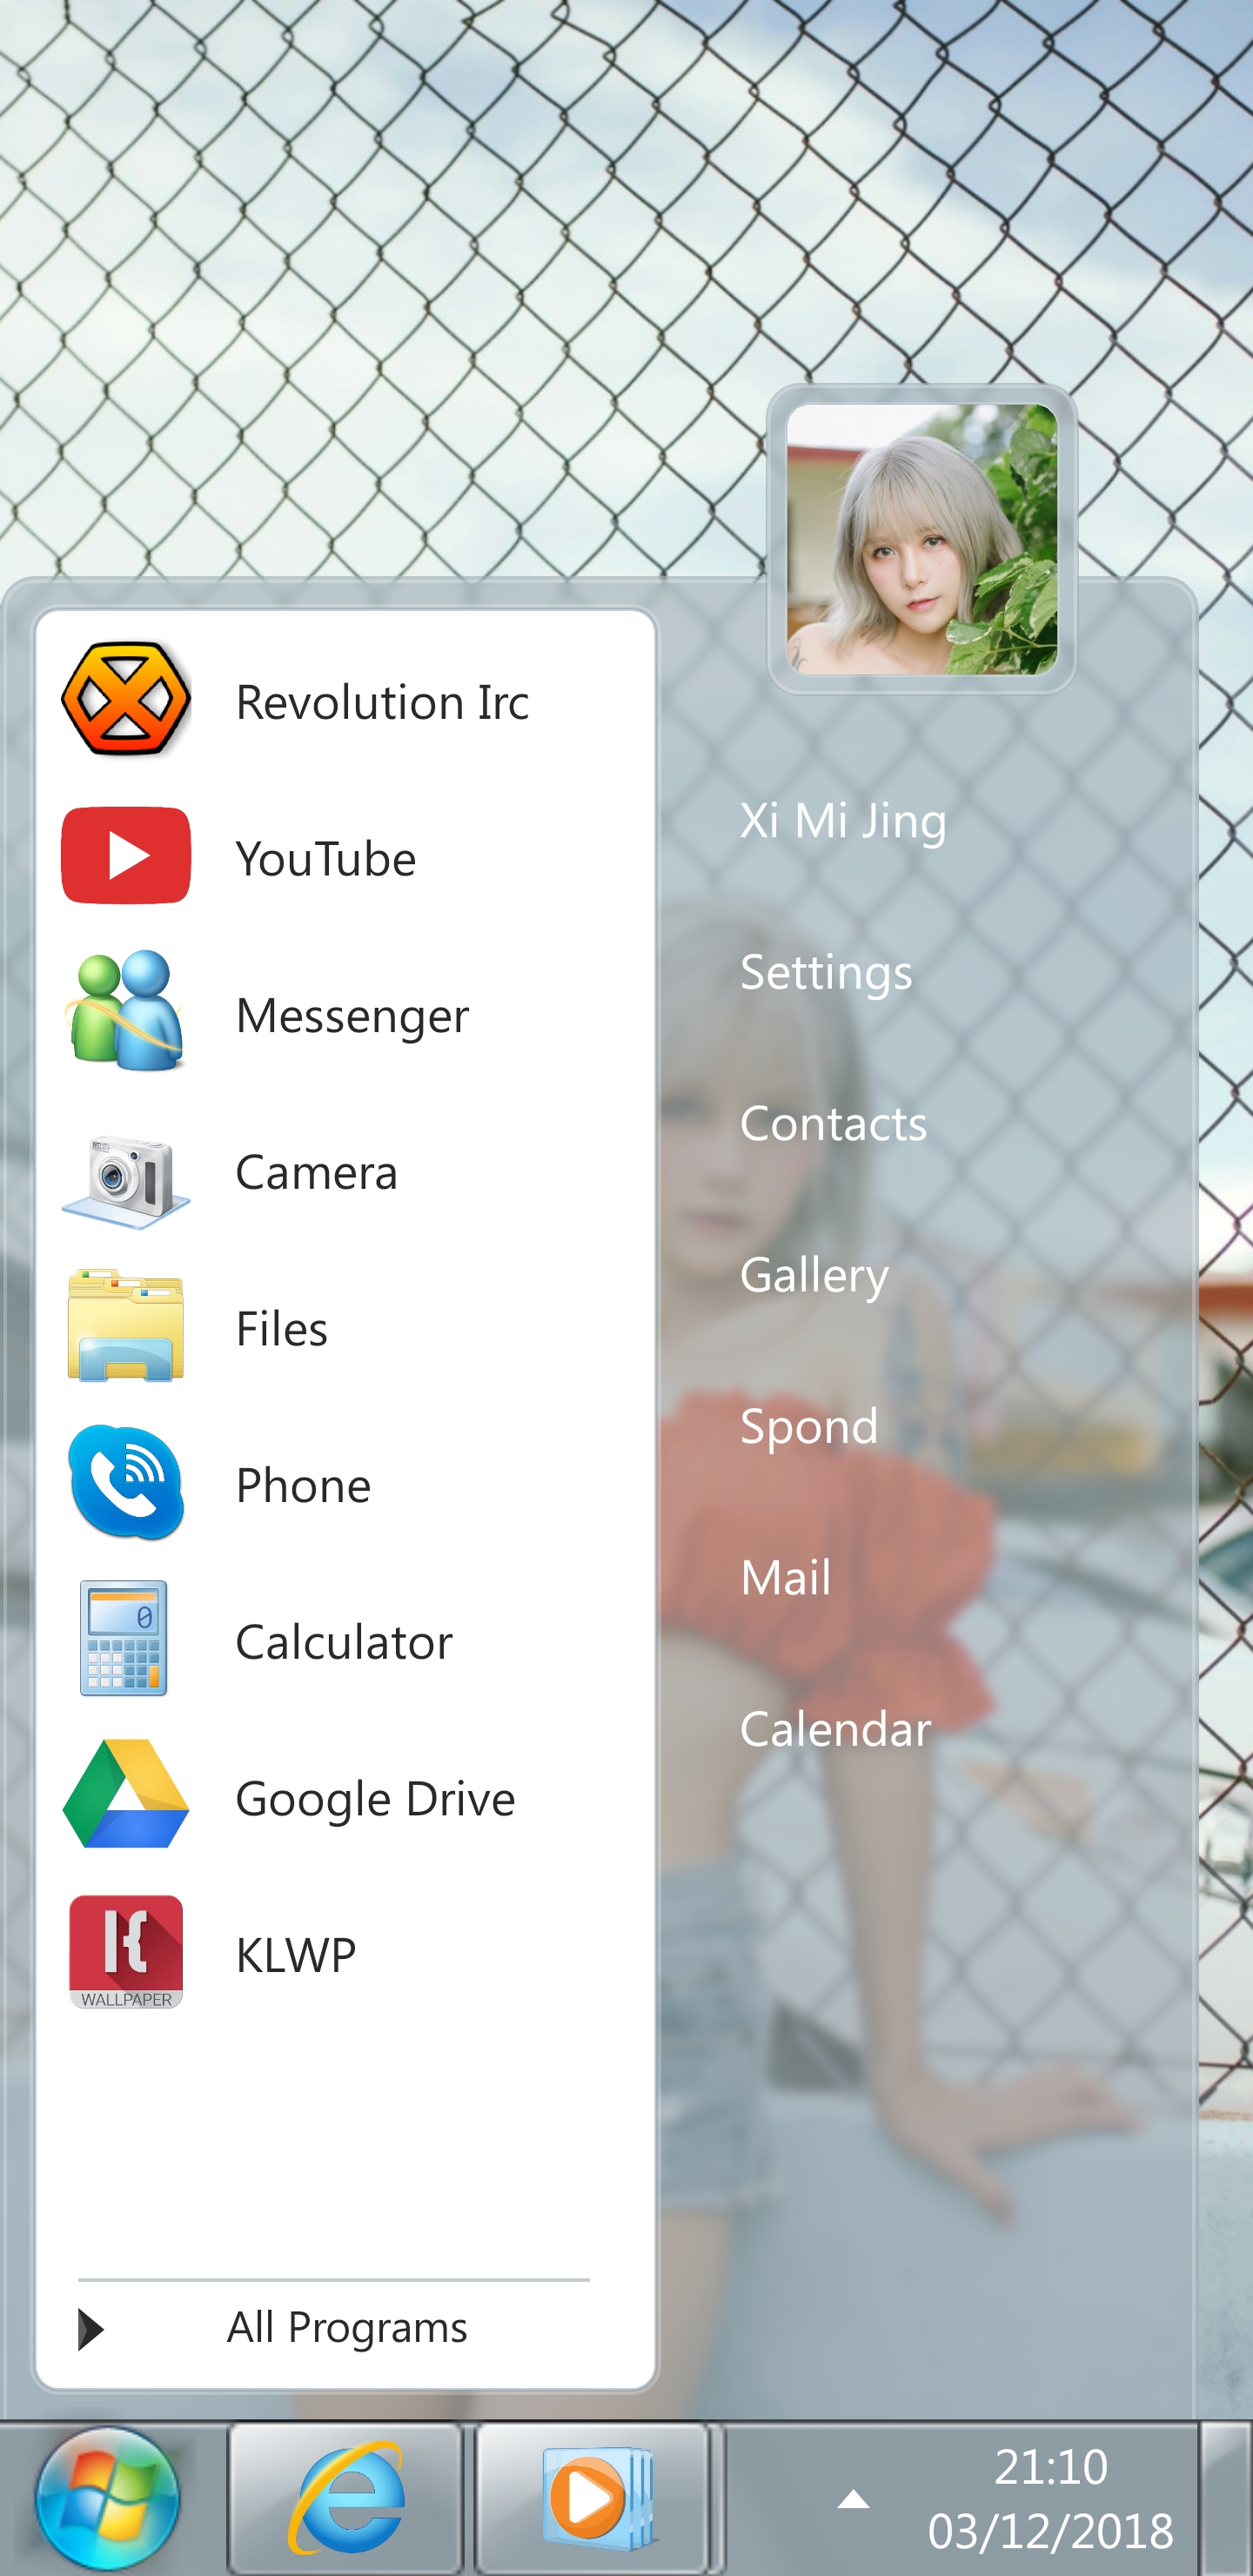 Revolution Irc
YouTube
Messenger
Camera
Files
Phone
0
Calculator
Google Drive
KLWP
WALLPAPER
All Programs
Xi Mi Jing
Settings
Contacts
Gallery
Spond
Mail
Calendar
21:10
03/12/2018